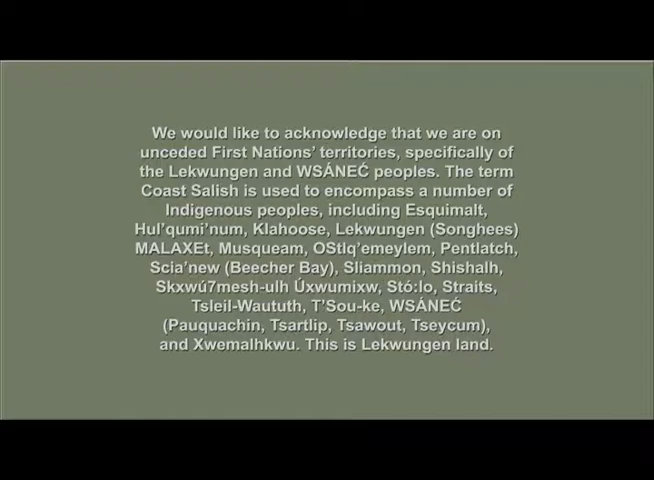 We would like to acknowledge that we are on
unceded First Nations' territories, specifically of
the Lekwungen and WSÁNEĆ peoples. The term
Coast Salish is used to encompass a number of
Indigenous peoples, including Esquimalt,
Hul'qumi'num, Klahoose, Lekwungen (Songhees)
MALAXEt, Musqueam, OStlq'emeylem, Pentlatch,
Scia'new (Beecher Bay), Sliammon, Shishalh,
Skxwú7mesh-ulh Úxwumixw, Stó:lo, Straits,
Tsleil-Waututh, T'Sou-ke, WSÁNEĆ
(Pauquachin, Tsartlip, Tsawout, Tseycum),
and Xwemalhkwu. This is Lekwungen land.